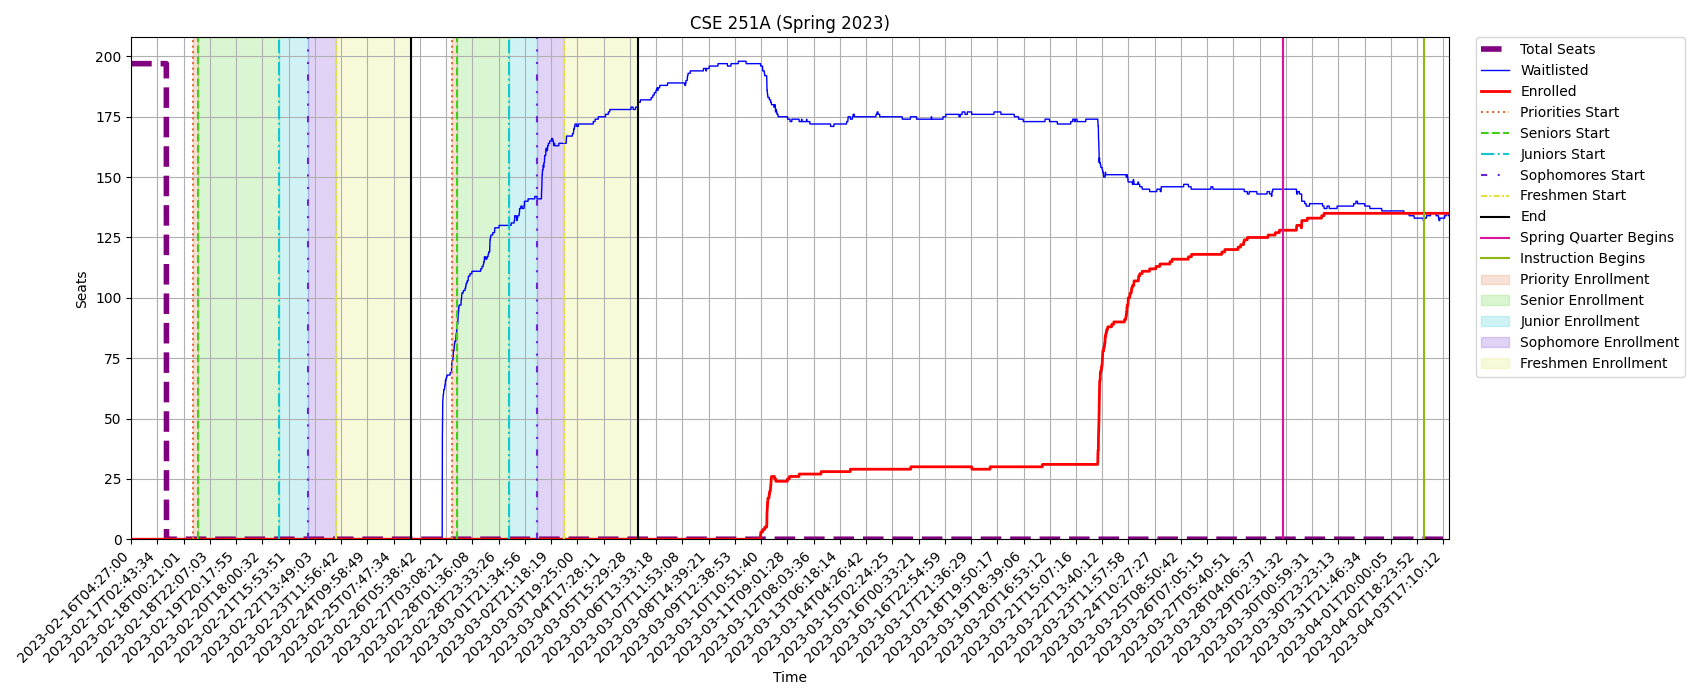 CSE 251A (Spring 2023)
Seats
200
175
150
125
100
75
50
25
0
2023-02-16T04:27:00
2023-02-17T02:43:34
2023-02-18T00:21:01
2023-02-18T22:07:03
2023-02-19T20:17:55
2023-02-20T18:00:32
2023-02-21T15:53:51
2023-02-22T13:49:03
2023-02-23T11:56:42
2023-02-24T09:58:49
2023-02-25T07:47:34
2023-02-26T05:38:42
2023-02-27T03:08:21
2023-02-28T01:36:08
2023-02-28T23:33:26
2023-03-01T21:34:56
2023-03-02T21:18:19
2023-03-03T19:25:00
2023-03-04T17:28:11
2023-03-05T15:29:28
2023-03-06T13:33:18
2023-03-07T11:53:08
2023-03-08T14:39:21
2023-03-09T12:38:53
2023-03-10T10:51:40
2023-03-11T09:01:28
2023-03-12T08:03:36
2023-03-13T06:18:14
2023-03-14T04:26:42
2023-03-15T02:24:25
2023-03-16T00:33:21
2023-03-16T22:54:59
2023-03-17T21:36:29
2023-03-18T19:50:17
2023-03-19T18:39:06
2023-03-20T16:53:12
2023-03-21T15:07:16
2023-03-22T13:40:12
2023-03-23T11:57:58
2023-03-24T10:27:27
2023-03-25T08:50:42
2023-03-26T07:05:15
2023-03-27T05:40:51
2023-03-28T04:06:37
2023-03-29T02:31:32
2023-03-30T00:59:31
2023-03-30T23:23:13
2023-03-31T21:46:34
2023-04-01T20:00:05
2023-04-02T18:23:52
2023-04-03T17:10:12
Time
Total Seats
Waitlisted
Enrolled
Priorities Start
Seniors Start
Juniors Start
Sophomores Start
Freshmen Start
End
Spring Quarter Begins
Instruction Begins
Priority Enrollment
Senior Enrollment
Junior Enrollment
Sophomore Enrollment
Freshmen Enrollment